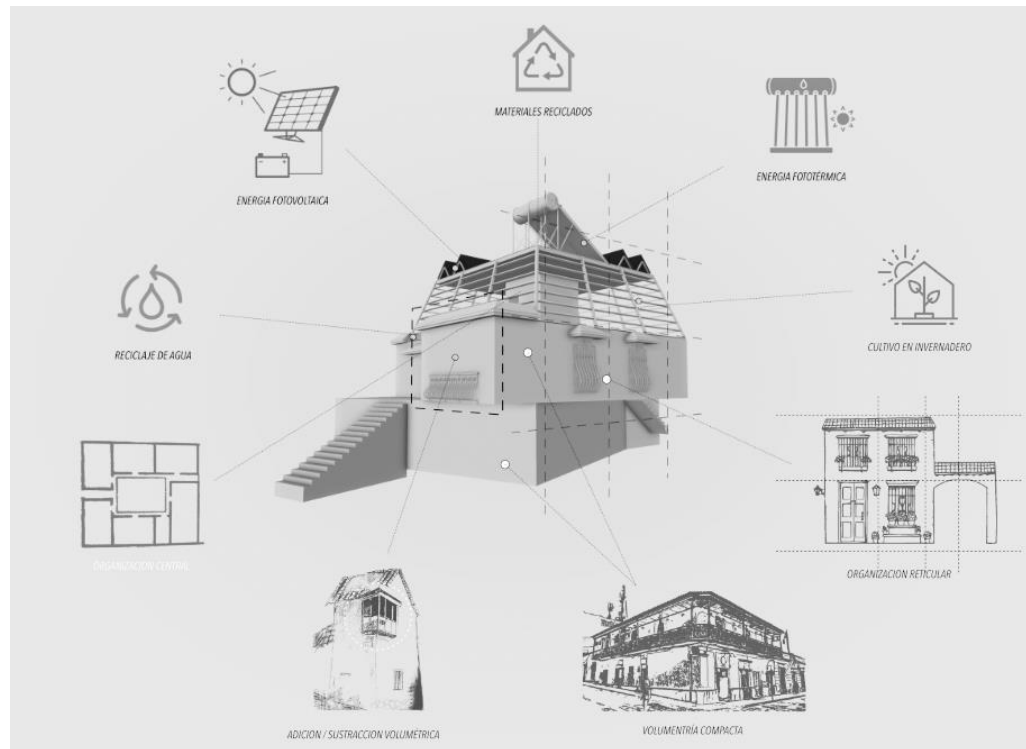 MATERIALES RECICLADOS
ENERGIA FOTOVOLTAICA
ENERGIA FOTOTÉRMICA
RECICLAJE DE AGUA
CULTIVO EN INVERNADERO
ORGANIZACION CENTRAL
ORGANIZACION RETICULAR
ADICION / SUSTRACCION VOLUMÉTRICA
VOLUMENTRÍA COMPACTA